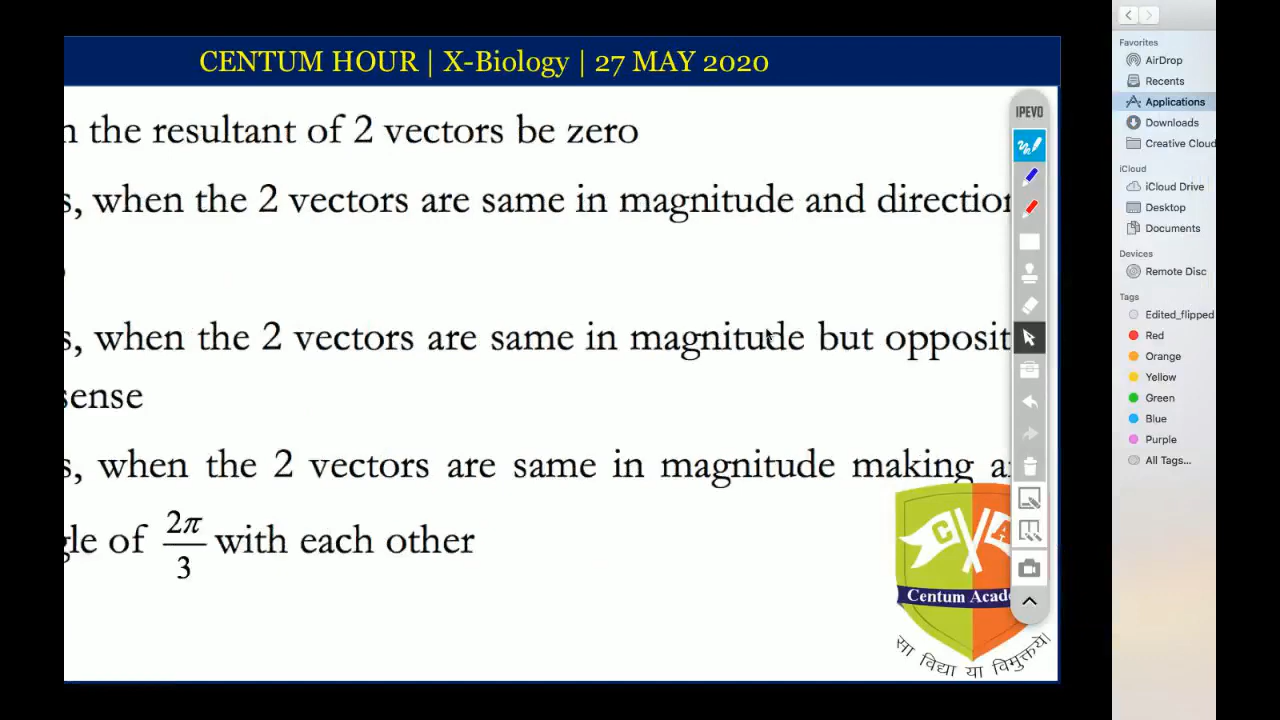 CENTUM HOUR | X-Biology | 27 MAY 2020
the resultant of 2 vectors be zero
s, when the 2 vectors are same in magnitude and direction
s, when the 2 vectors are same in magnitude but opposit
sense
s, when the 2 vectors are same in magnitude making a
gle of 2π/3 with each other
IPEVO
C A
Centum Acade
सा विद्या या विमुक्तये।
Favorites
AirDrop
Recents
Applications
Downloads
Creative Cloud
iCloud
iCloud Drive
Desktop
Documents
Devices
Remote Disc
Tags
Edited_flipped
Red
Orange
Yellow
Green
Blue
Purple
All Tags...